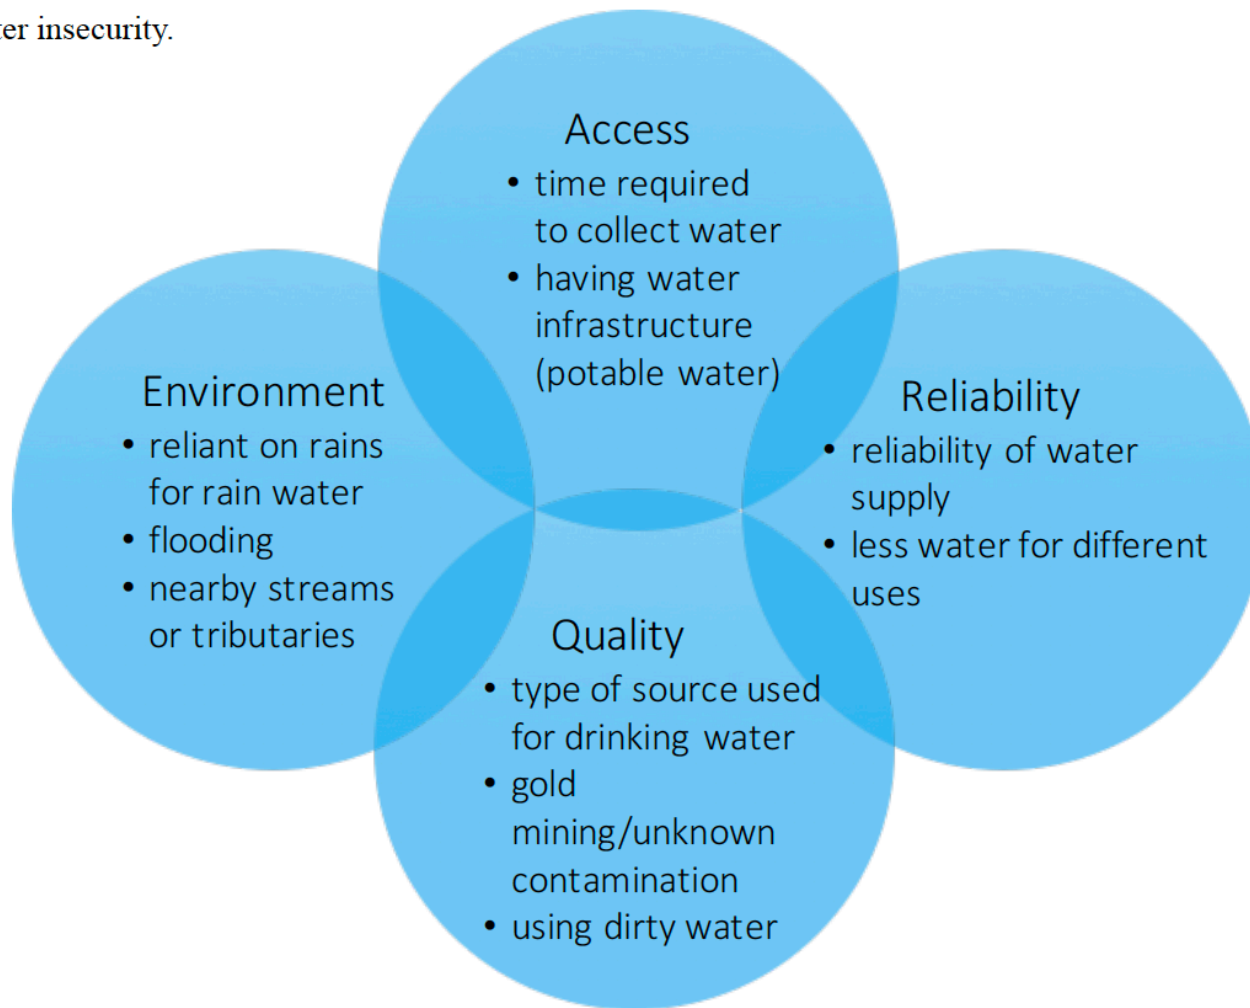 insecurity.
Access
• time required
to collect water
• having water
infrastructure
(potable water)
Environment
• reliant on rains
for rain water
• flooding
• nearby streams
or tributaries
Reliability
• reliability of water
supply
• less water for different
uses
Quality
• type of source used
for drinking water
• gold
mining/unknown
contamination
• using dirty water